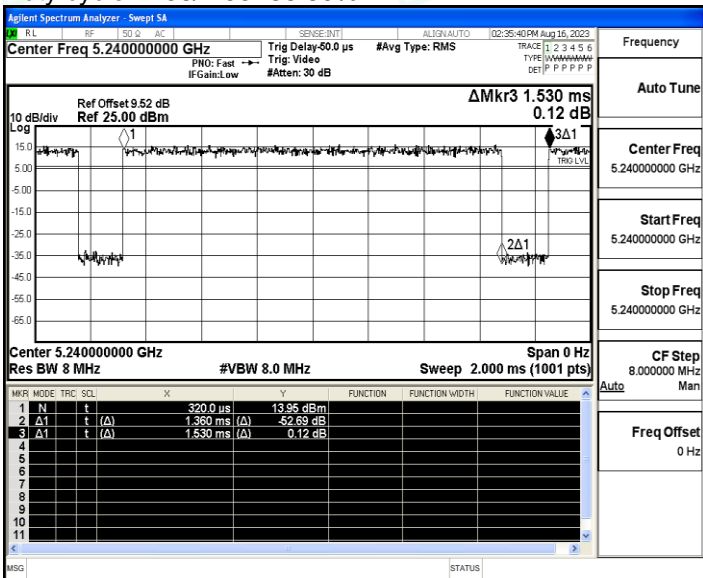 Agilent Spectrum Analyzer - Swept SA
RL RF 50 Ω AC SENSE:INT ALIGNAUTO 02:35:40 PM Aug 16, 2023
Center Freq 5.240000000 GHz
PNO: Fast
IFGain:Low
Trig Delay-50.0 µs
Trig: Video
#Atten: 30 dB
#Avg Type: RMS
TRACE 1 2 3 4 5 6
TYPE
DET P P P P P P
Ref Offset 9.52 dB
Ref 25.00 dBm
10 dB/div
Log
ΔMkr3 1.530 ms
0.12 dB
1
3Δ1
TRIG LVL
2Δ1
15.0
5.00
-5.00
-15.0
-25.0
-35.0
-45.0
-55.0
-65.0
Center 5.240000000 GHz
Span 0 Hz
Res BW 8 MHz
#VBW 8.0 MHz
Sweep 2.000 ms (1001 pts)
MKR MODE TRC SCL X Y FUNCTION FUNCTION WIDTH FUNCTION VALUE
1 N t 320.0 us 13.95 dBm
2 Δ1 t (Δ) 1.360 ms (Δ) -52.69 dB
3 Δ1 t (Δ) 1.530 ms (Δ) 0.12 dB
4
5
6
7
8
9
10
11
MSG
STATUS
Frequency
Auto Tune
Center Freq
5.240000000 GHz
Start Freq
5.240000000 GHz
Stop Freq
5.240000000 GHz
CF Step
8.000000 MHz
Auto Man
Freq Offset
0 Hz